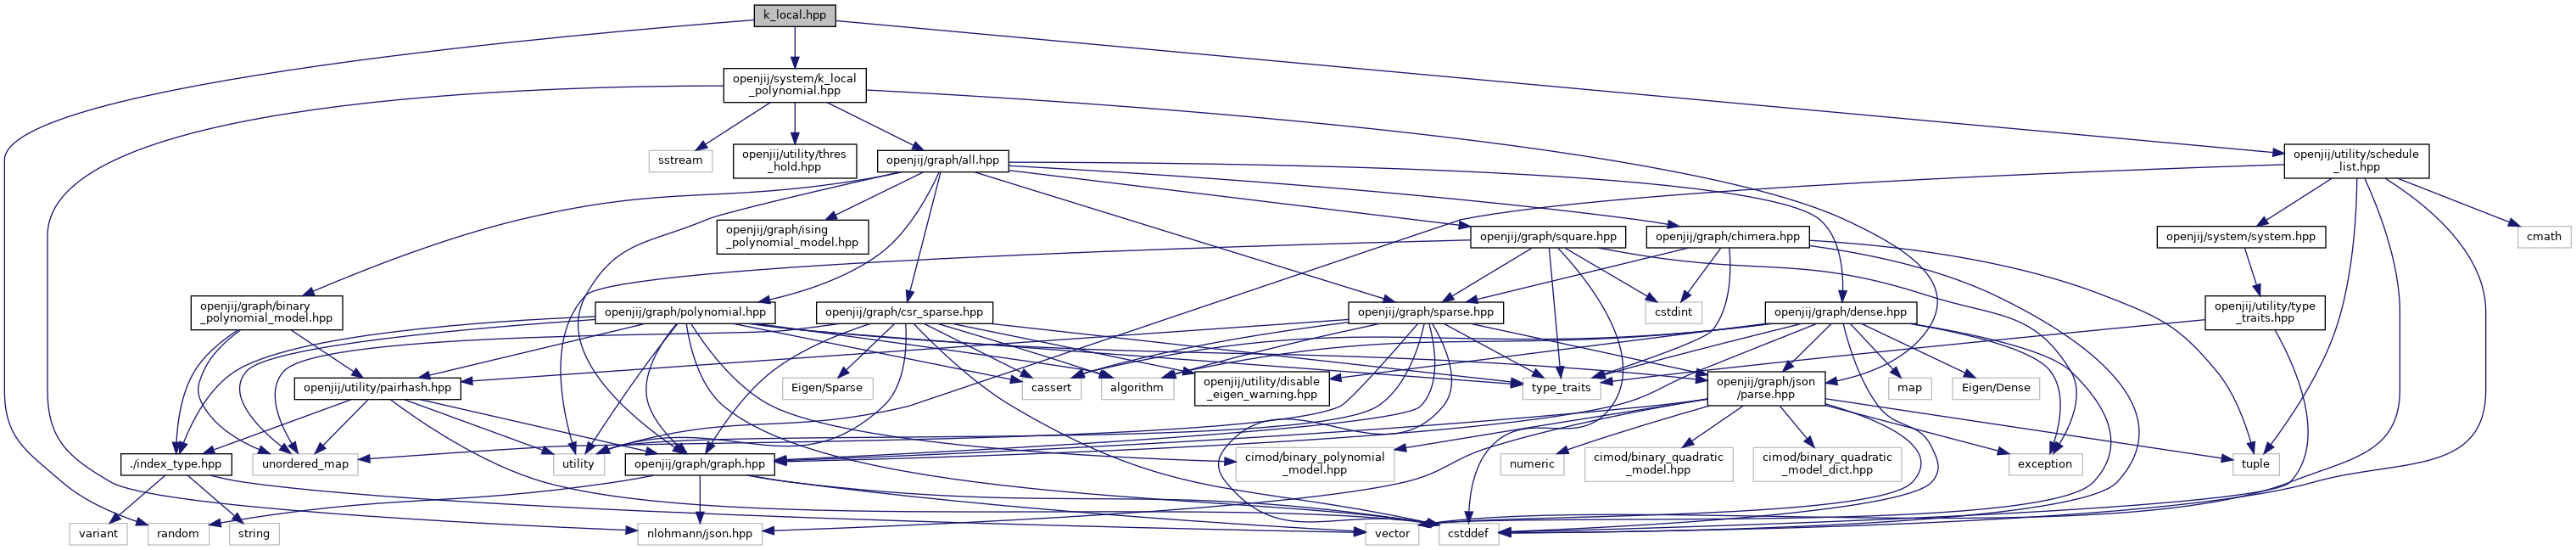 k_local.hpp
openjij/system/k_local
_polynomial.hpp
sstream
openjij/utility/thres
_hold.hpp
openjij/graph/all.hpp
openjij/utility/schedule
_list.hpp
openjij/graph/ising
_polynomial_model.hpp
openjij/graph/square.hpp
openjij/graph/chimera.hpp
openjij/system/system.hpp
cmath
openjij/graph/binary
_polynomial_model.hpp
openjij/graph/polynomial.hpp
openjij/graph/csr_sparse.hpp
openjij/graph/sparse.hpp
cstdint
openjij/graph/dense.hpp
openjij/utility/type
_traits.hpp
openjij/utility/pairhash.hpp
Eigen/Sparse
cassert
algorithm
openjij/utility/disable
_eigen_warning.hpp
type_traits
openjij/graph/json
/parse.hpp
map
Eigen/Dense
./index_type.hpp
unordered_map
utility
openjij/graph/graph.hpp
cimod/binary_polynomial
_model.hpp
numeric
cimod/binary_quadratic
_model.hpp
cimod/binary_quadratic
_model_dict.hpp
exception
tuple
variant
random
string
nlohmann/json.hpp
vector
cstddef